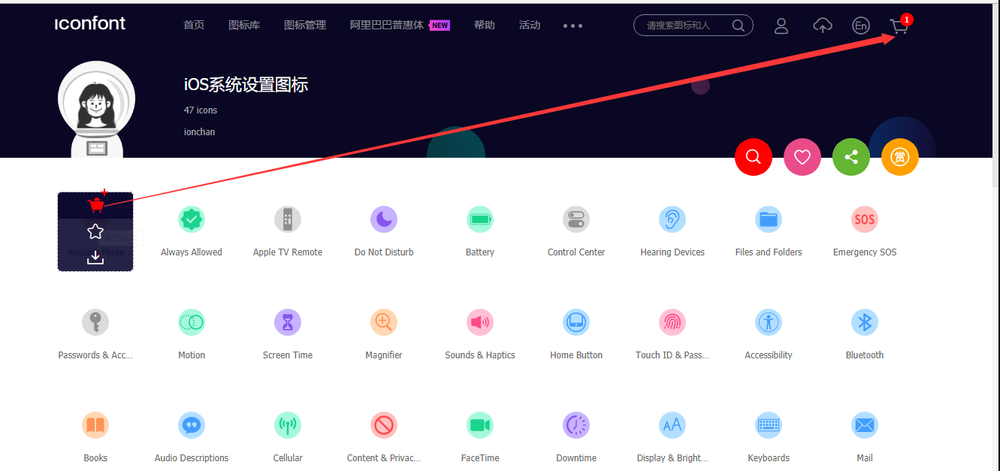 iconfont
首页 图标库 图标管理 阿里巴巴普惠体 NEW 帮助 活动
请搜索图标和人
En
1
iOS系统设置图标
47 icons
ionchan
赏
Airplane Mode
Always Allowed
Apple TV Remote
Do Not Disturb
Battery
Control Center
Hearing Devices
Files and Folders
SOS
Emergency SOS
Passwords & Acc...
Motion
Screen Time
Magnifier
Sounds & Haptics
Home Button
Touch ID & Pass...
Accessibility
Bluetooth
Books
Audio Descriptions
Cellular
Content & Privac...
FaceTime
Downtime
AA
Display & Bright...
Keyboards
Mail